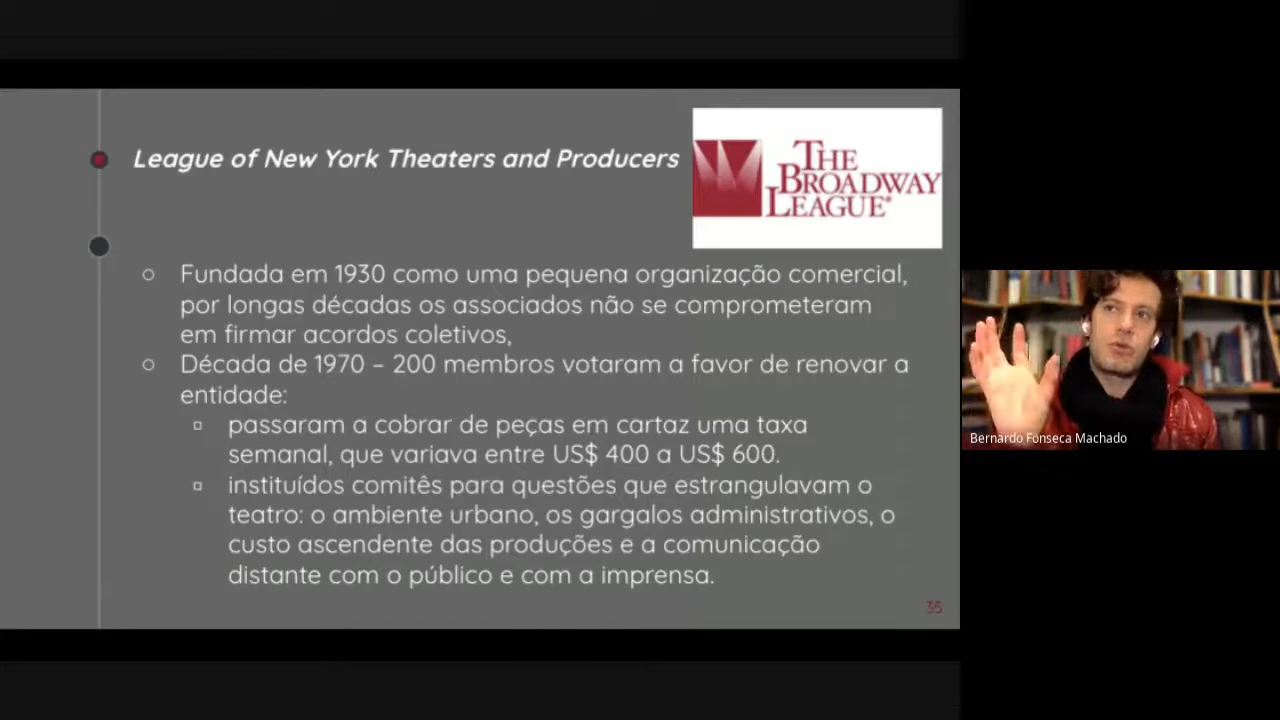 League of New York Theaters and Producers
THE
BROADWAY
LEAGUE®
Fundada em 1930 como uma pequena organização comercial,
por longas décadas os associados não se comprometeram
em firmar acordos coletivos,
Década de 1970 – 200 membros votaram a favor de renovar a
entidade:
passaram a cobrar de peças em cartaz uma taxa
semanal, que variava entre US$ 400 a US$ 600.
instituídos comitês para questões que estrangulavam o
teatro: o ambiente urbano, os gargalos administrativos, o
custo ascendente das produções e a comunicação
distante com o público e com a imprensa.
35
Bernardo Fonseca Machado